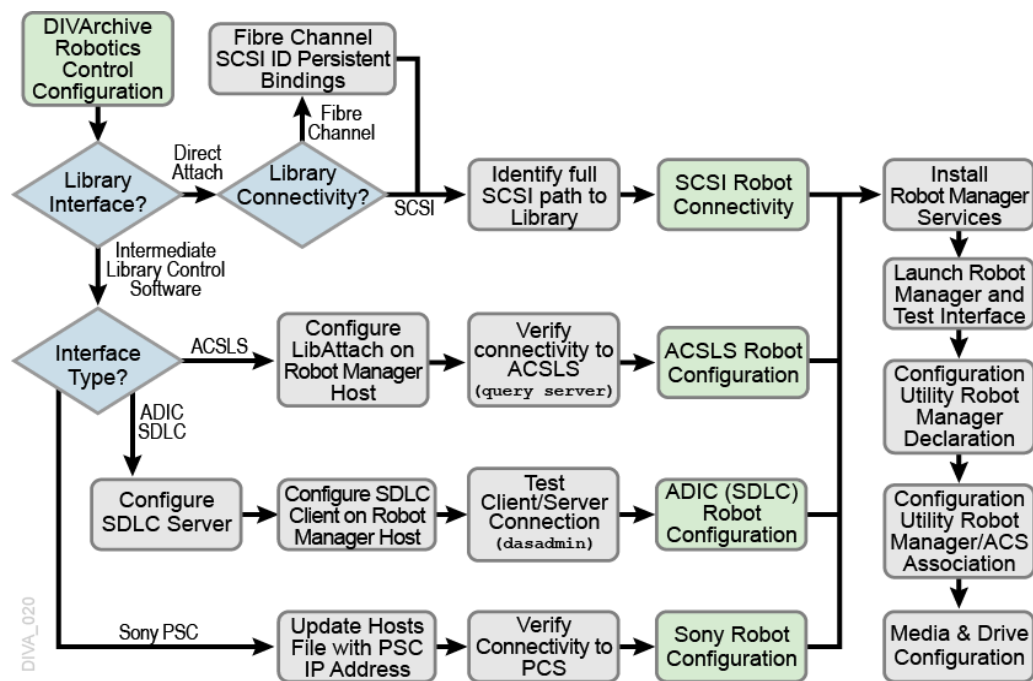 DIVArchive
Robotics
Control
Configuration
Fibre Channel
SCSI ID Persistent
Bindings
Fibre
Channel
Direct
Attach
Library
Interface?
Library
Connectivity?
SCSI
Identify full
SCSI path to
Library
SCSI Robot
Connectivity
Install
Robot Manager
Services
Intermediate
Library Control
Software
Launch Robot
Manager and
Test Interface
Interface
Type?
ACSLS
Configure
LibAttach on
Robot Manager
Host
Verify
connectivity to
ACSLS
(query server)
ACSLS Robot
Configuration
Configuration
Utility Robot
Manager
Declaration
ADIC
SDLC
Configure
SDLC Server
Configure SDLC
Client on Robot
Manager Host
Test
Client/Server
Connection
(dasadmin)
ADIC (SDLC)
Robot
Configuration
Configuration
Utility Robot
Manager/ACS
Association
Sony PSC
Update Hosts
File with PSC
IP Address
Verify
Connectivity to
PCS
Sony Robot
Configuration
Media & Drive
Configuration
DIVA_020